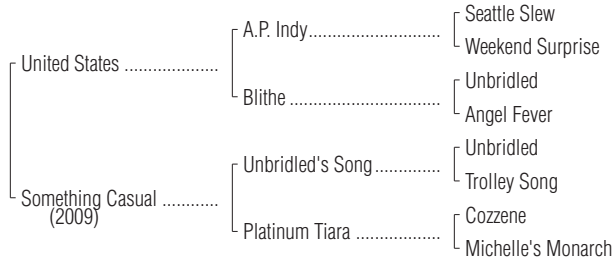 Seattle Slew
A.P. Indy............................
Weekend Surprise
United States ....................
Unbridled
Blithe ................................
Angel Fever
Unbridled
Unbridled's Song..............
Trolley Song
Something Casual ............
(2009)
Cozzene
Platinum Tiara ..................
Michelle's Monarch